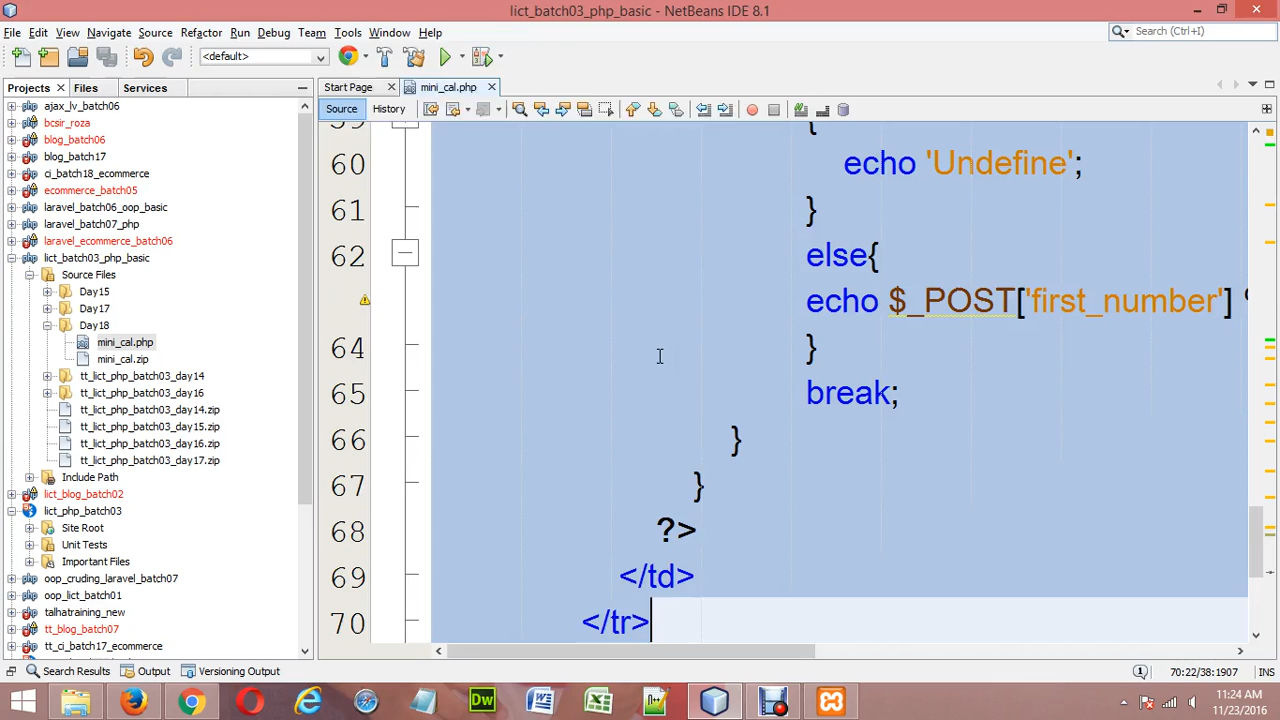 lict_batch03_php_basic - NetBeans IDE 8.1
File Edit View Navigate Source Refactor Run Debug Team Tools Window Help
Search (Ctrl+I)
<default>
Projects Files Services
Start Page mini_cal.php
Source History
ajax_lv_batch06
bcsir_roza
blog_batch06
blog_batch17
ci_batch18_ecommerce
ecommerce_batch05
laravel_batch06_oop_basic
laravel_batch07_php
laravel_ecommerce_batch06
lict_batch03_php_basic
Source Files
Day15
Day17
Day18
mini_cal.php
mini_cal.zip
tt_lict_php_batch03_day14
tt_lict_php_batch03_day16
tt_lict_php_batch03_day14.zip
tt_lict_php_batch03_day15.zip
tt_lict_php_batch03_day16.zip
tt_lict_php_batch03_day17.zip
Include Path
lict_blog_batch02
lict_php_batch03
Site Root
Unit Tests
Important Files
oop_cruding_laravel_batch07
oop_lict_batch01
talhatraining_new
tt_blog_batch07
tt_ci_batch17_ecommerce
{
60 echo 'Undefine';
61 }
62 else{
echo $_POST['first_number'] %
64 }
65 break;
66 }
67 }
68 ?>
69 </td>
70 </tr>
Search Results Output Versioning Output
70:22/38:1907 INS
11:24 AM
11/23/2016